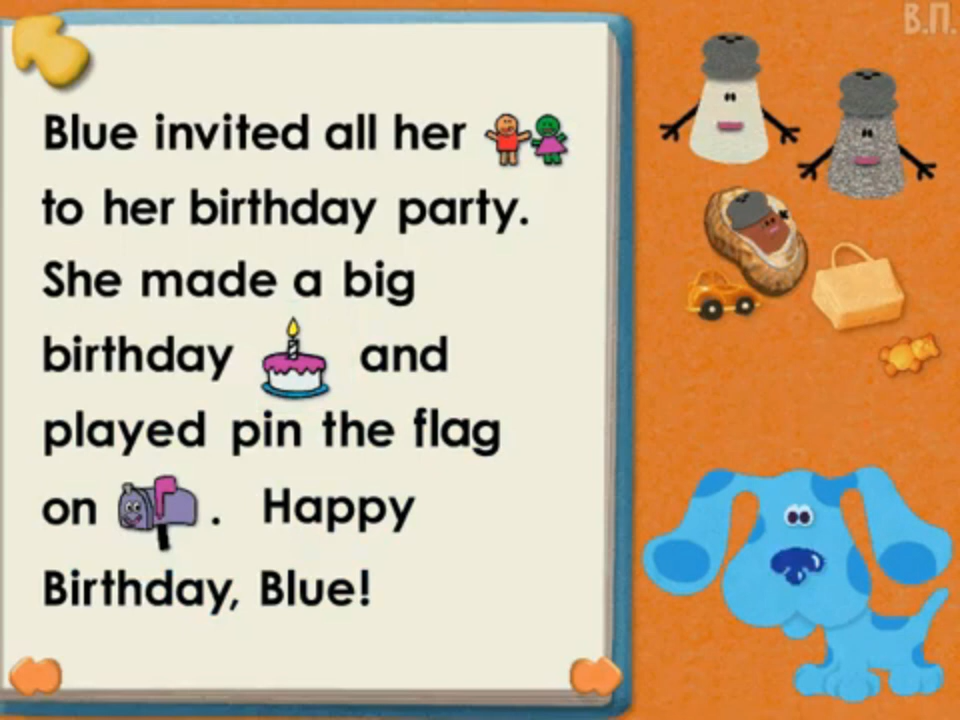 В.П.
Blue invited all her
to her birthday party.
She made a big
birthday and
played pin the flag
on . Happy
Birthday, Blue!